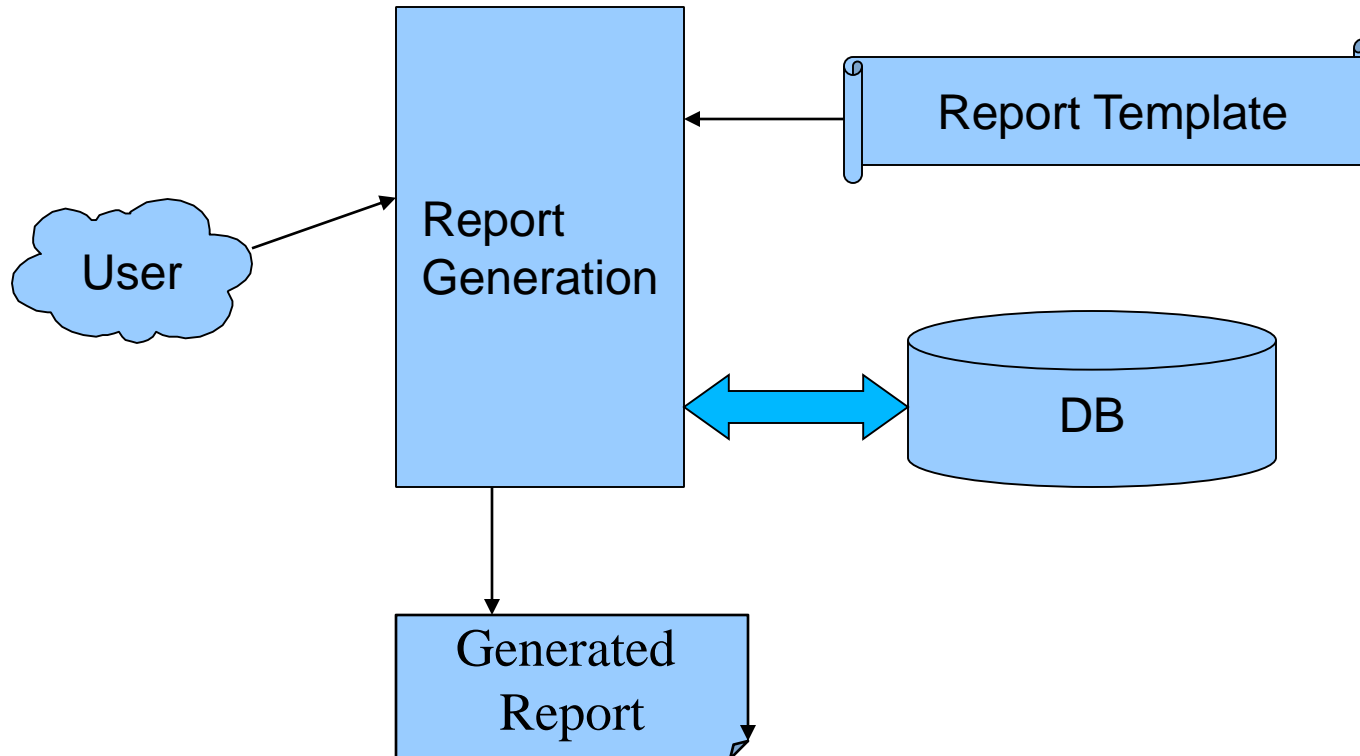 Report Template
Report
Generation
User
DB
Generated
Report